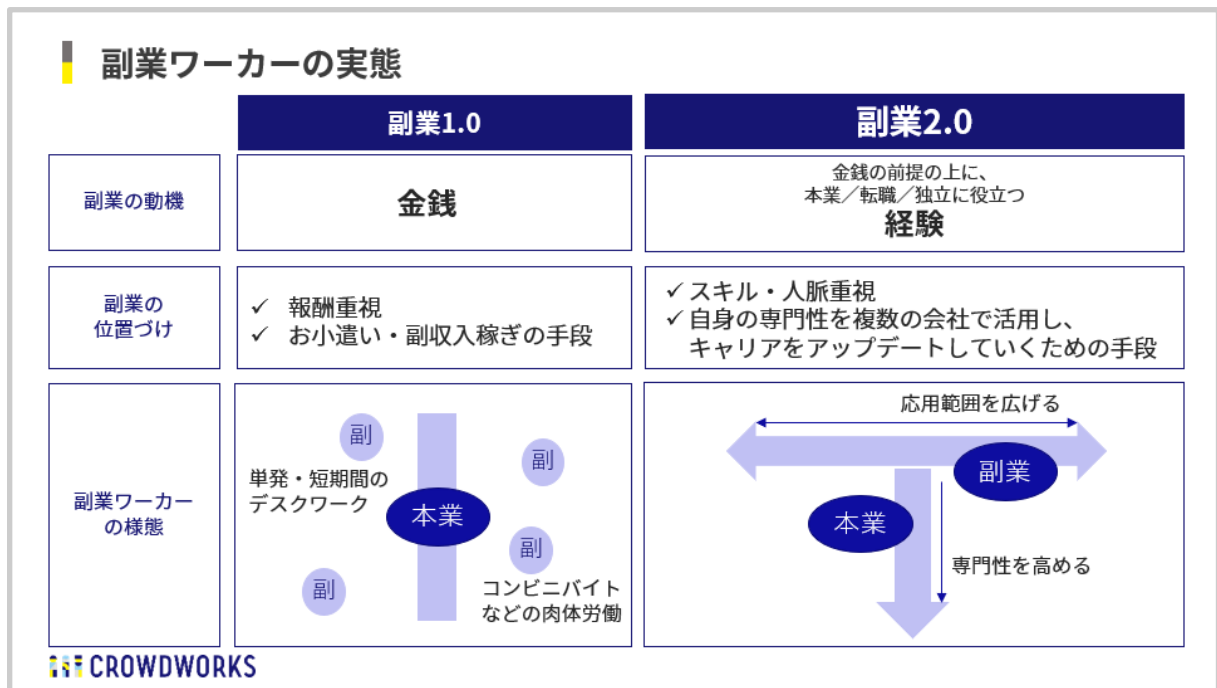 副業ワーカーの実態
副業1.0
副業2.0
副業の動機
金銭
金銭の前提の上に、
本業／転職／独立に役立つ
経験
副業の
位置づけ
✓ 報酬重視
✓ お小遣い・副収入稼ぎの手段
✓ スキル・人脈重視
✓ 自身の専門性を複数の会社で活用し、
キャリアをアップデートしていくための手段
副業ワーカー
の様態
副
単発・短期間の
デスクワーク
副
本業
副
副
コンビニバイト
などの肉体労働
応用範囲を広げる
副業
本業
専門性を高める
CROWDWORKS